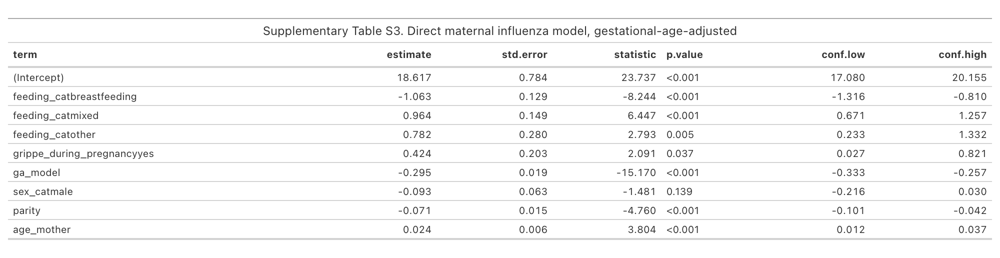 Supplementary Table S3. Direct maternal influenza model, gestational-age-adjusted
term estimate std.error statistic p.value conf.low conf.high
(Intercept) 18.617 0.784 23.737 <0.001 17.080 20.155
feeding_catbreastfeeding -1.063 0.129 -8.244 <0.001 -1.316 -0.810
feeding_catmixed 0.964 0.149 6.447 <0.001 0.671 1.257
feeding_catother 0.782 0.280 2.793 0.005 0.233 1.332
grippe_during_pregnancyyes 0.424 0.203 2.091 0.037 0.027 0.821
ga_model -0.295 0.019 -15.170 <0.001 -0.333 -0.257
sex_catmale -0.093 0.063 -1.481 0.139 -0.216 0.030
parity -0.071 0.015 -4.760 <0.001 -0.101 -0.042
age_mother 0.024 0.006 3.804 <0.001 0.012 0.037